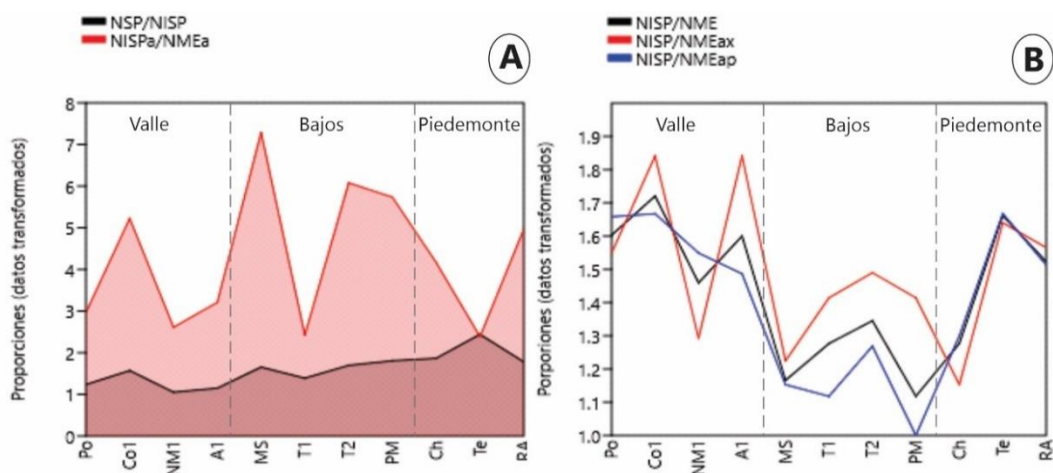 NSP/NISP
NISPa/NMEa
A
Proporciones (datos transformados)
8
7
6
5
4
3
2
1
0
Valle Bajos Piedemonte
Po Co1 NM1 A1 MS T1 T2 PM Ch Te RA
NISP/NME
NISP/NMEax
NISP/NMEap
B
Porporiones (datos transformados)
1.9
1.8
1.7
1.6
1.5
1.4
1.3
1.2
1.1
1.0
Valle Bajos Piedemonte
Po Co1 NM1 A1 MS T1 T2 PM Ch Te RA